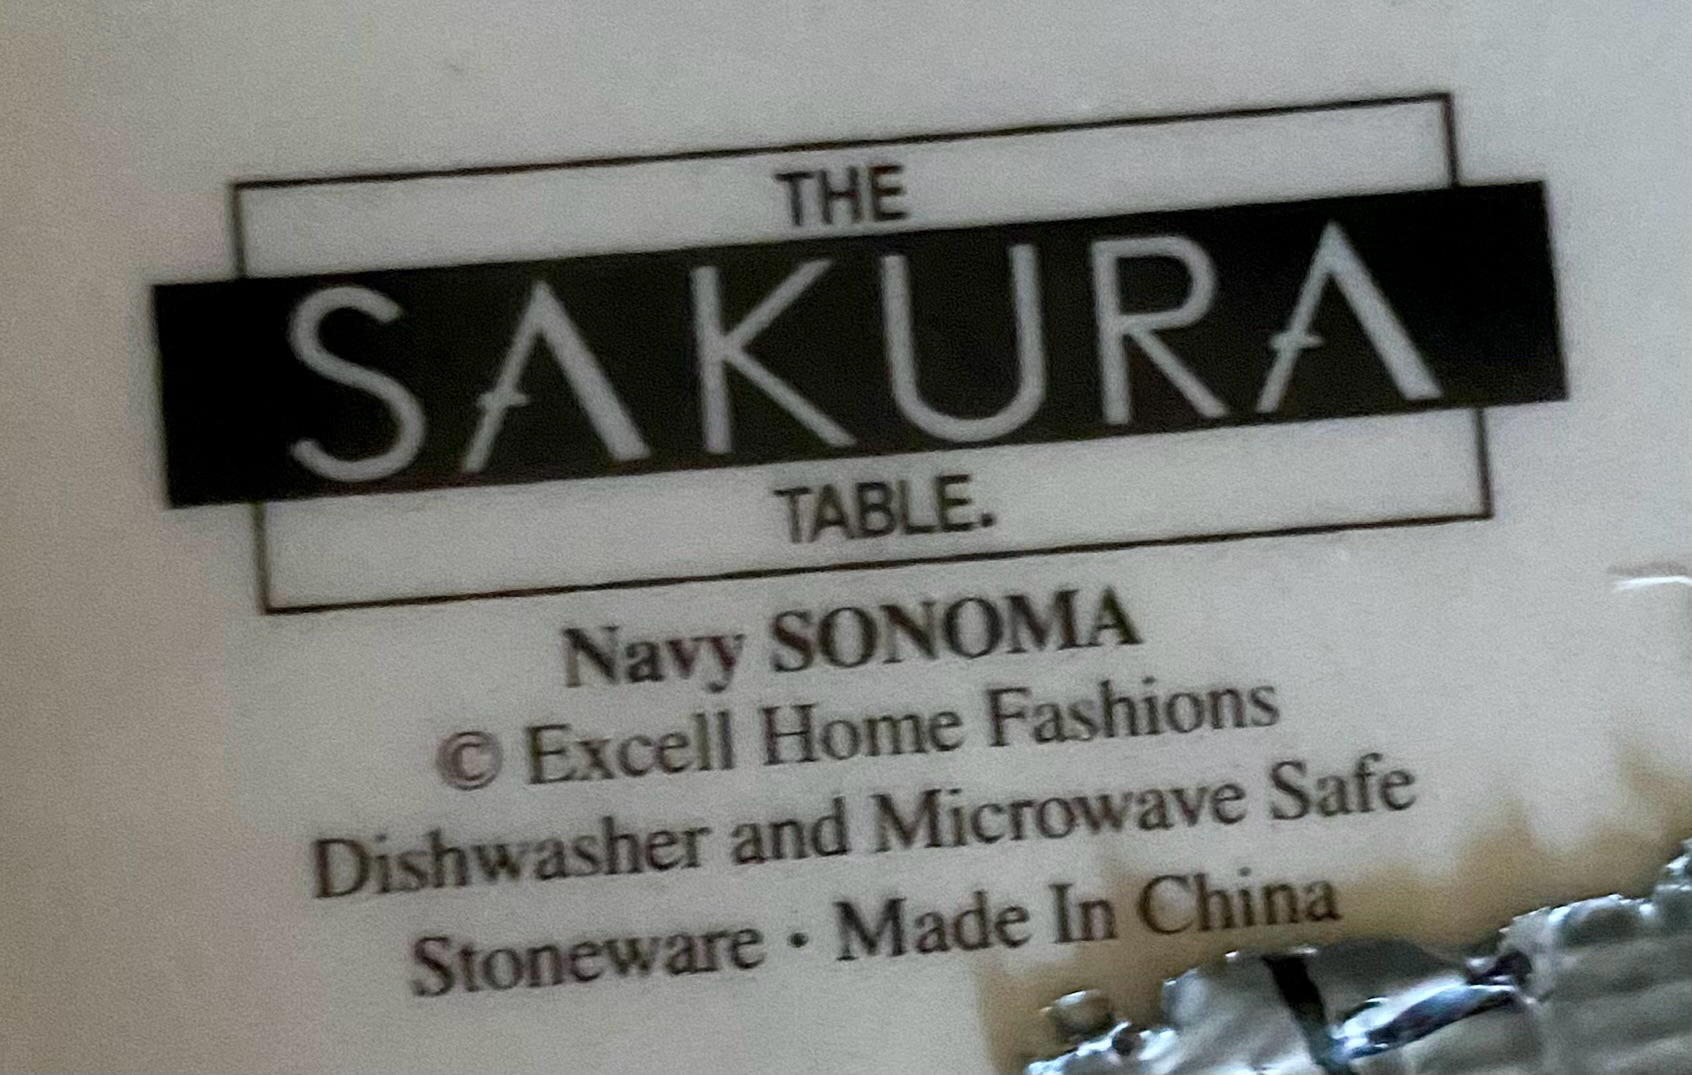 THE
SAKURA
TABLE.
Navy SONOMA
© Excell Home Fashions
Dishwasher and Microwave Safe
Stoneware · Made In China